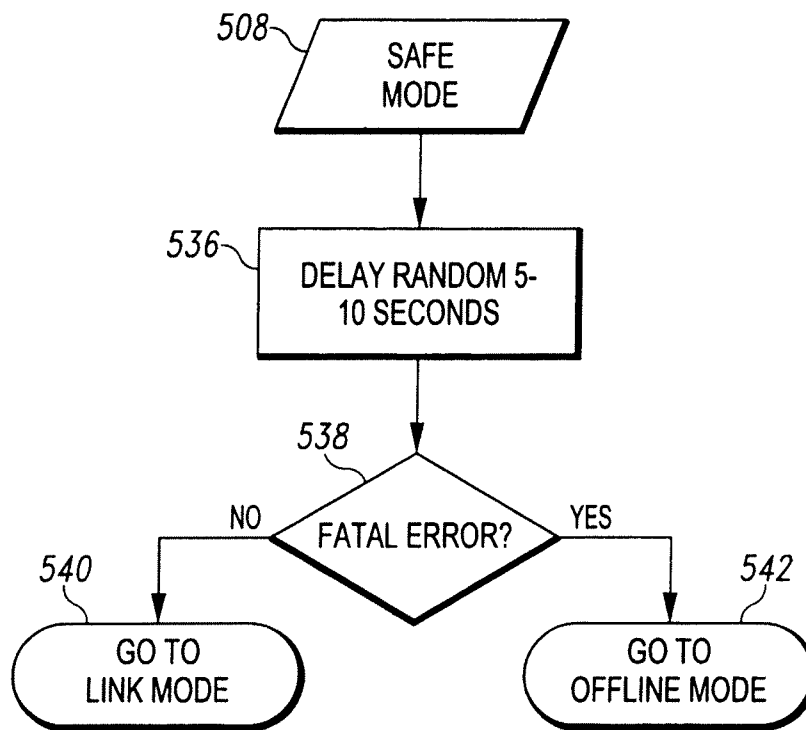 508
SAFE
MODE
536
DELAY RANDOM 5-
10 SECONDS
538
NO
FATAL ERROR?
YES
540
GO TO
LINK MODE
542
GO TO
OFFLINE MODE